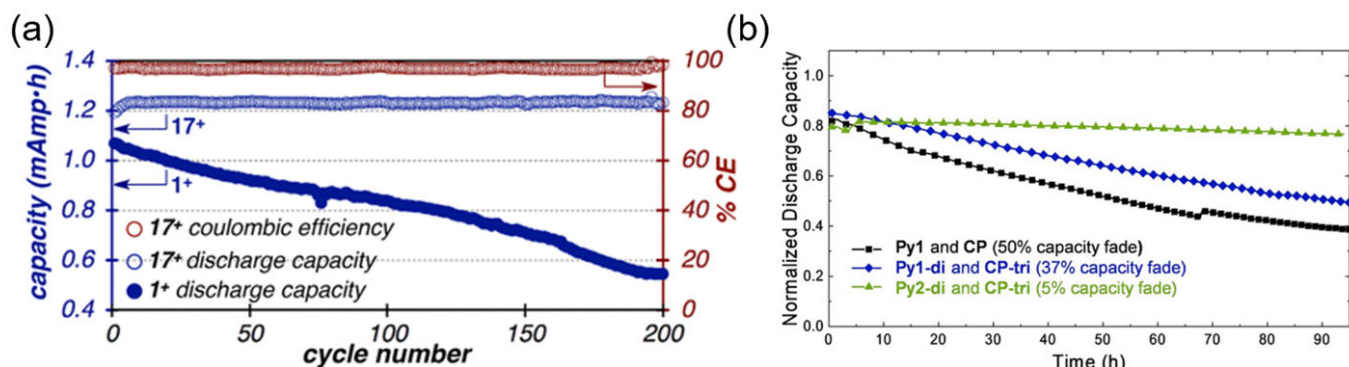 (a)
capacity (mAmp·h)
1.4
1.2
1.0
0.8
0.6
0.4
17⁺
1⁺
17⁺ coulombic efficiency
17⁺ discharge capacity
1⁺ discharge capacity
100
80
60
40
20
0
% CE
0 50 100 150 200
cycle number
(b)
Normalized Discharge Capacity
1.0
0.8
0.6
0.4
0.2
0.0
Py1 and CP (50% capacity fade)
Py1-di and CP-tri (37% capacity fade)
Py2-di and CP-tri (5% capacity fade)
0 10 20 30 40 50 60 70 80 90
Time (h)